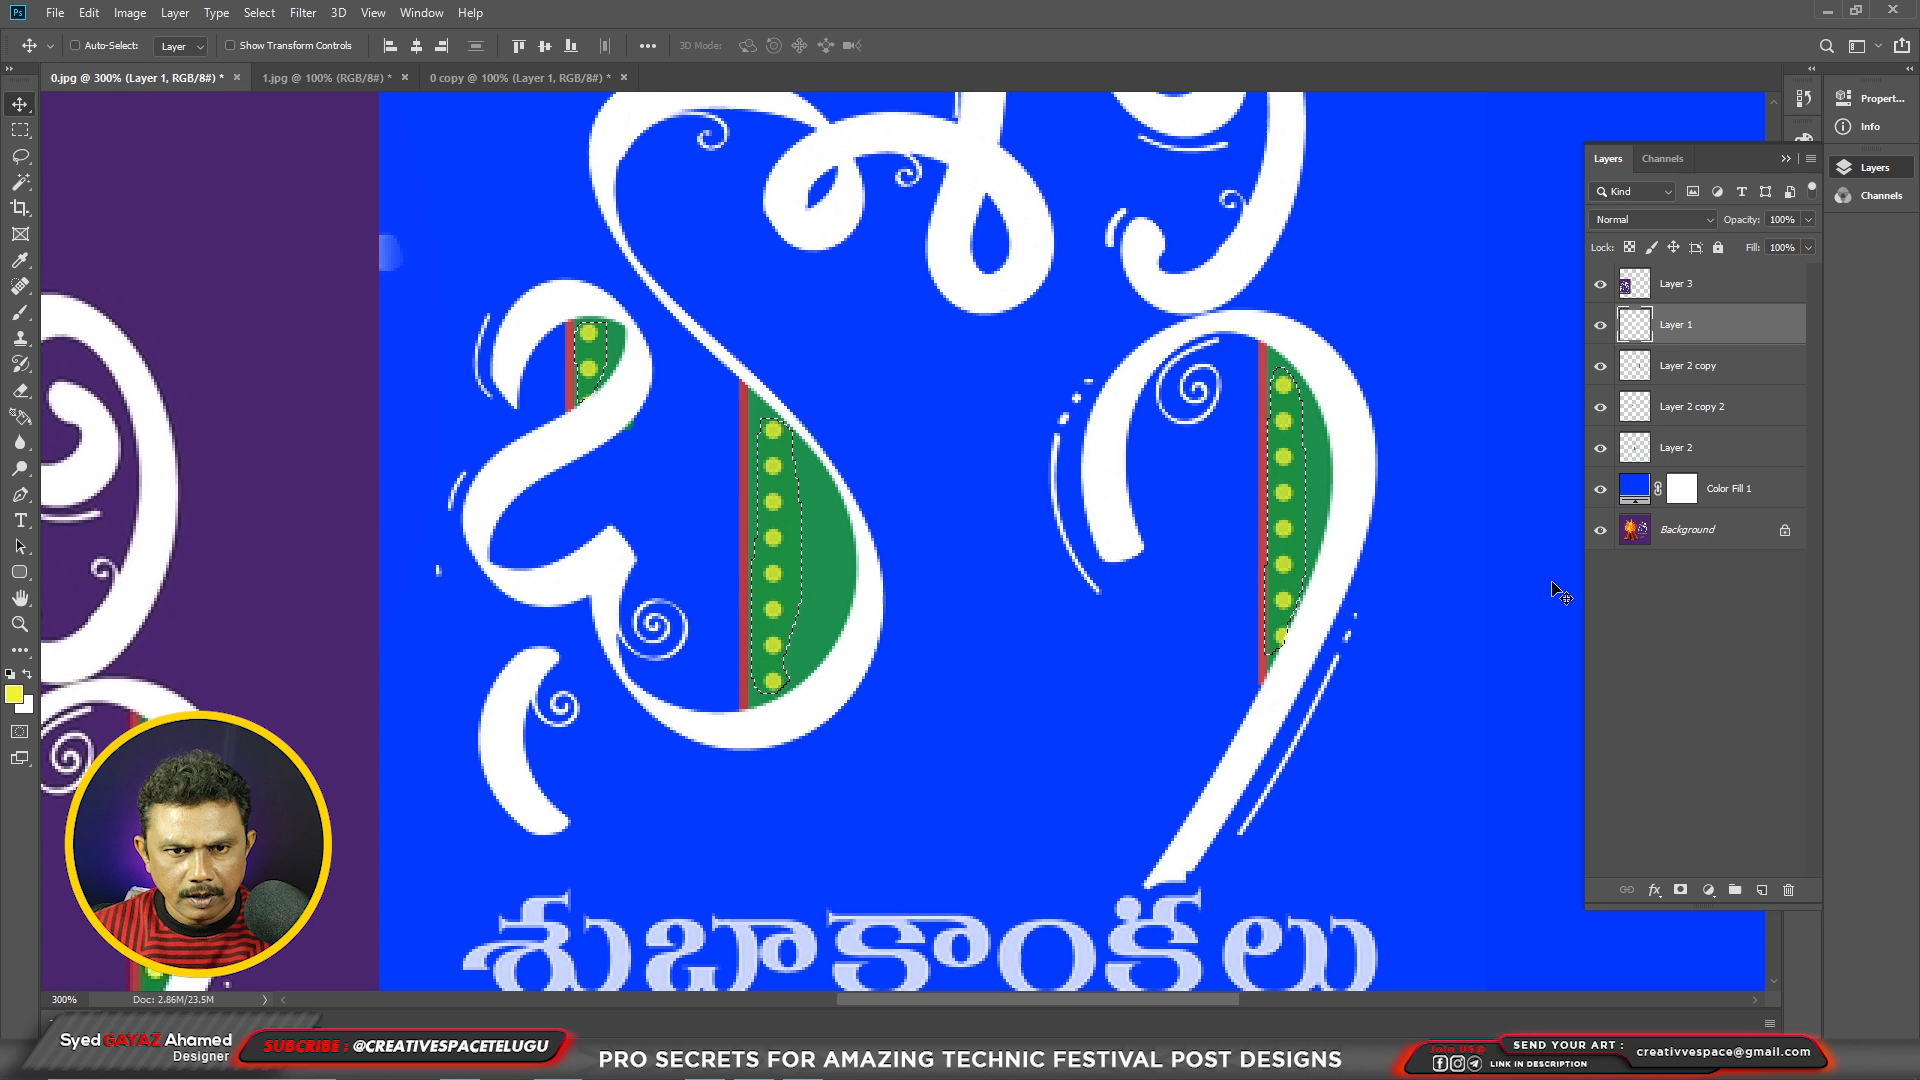 File Edit Image Layer Type Select Filter 3D View Window Help
Auto-Select: Layer Show Transform Controls 3D Mode:
0.jpg @ 300% (Layer 1, RGB/8#) * 1.jpg @ 100% (RGB/8#) * 0 copy @ 100% (Layer 1, RGB/8#) *
Propert...
Info
Layers
Channels
Layers Channels
Kind
Normal Opacity: 100%
Lock: Fill: 100%
Layer 3
Layer 1
Layer 2 copy
Layer 2 copy 2
Layer 2
Color Fill 1
Background
శుభాకాంక్షలు
300% Doc: 2.86M/23.5M
Syed GAYAZ Ahamed
Designer
SUBCRIBE : @CREATIVESPACETELUGU
PRO SECRETS FOR AMAZING TECHNIC FESTIVAL POST DESIGNS
Join US@
LINK IN DESCRIPTION
SEND YOUR ART :
creativvespace@gmail.com